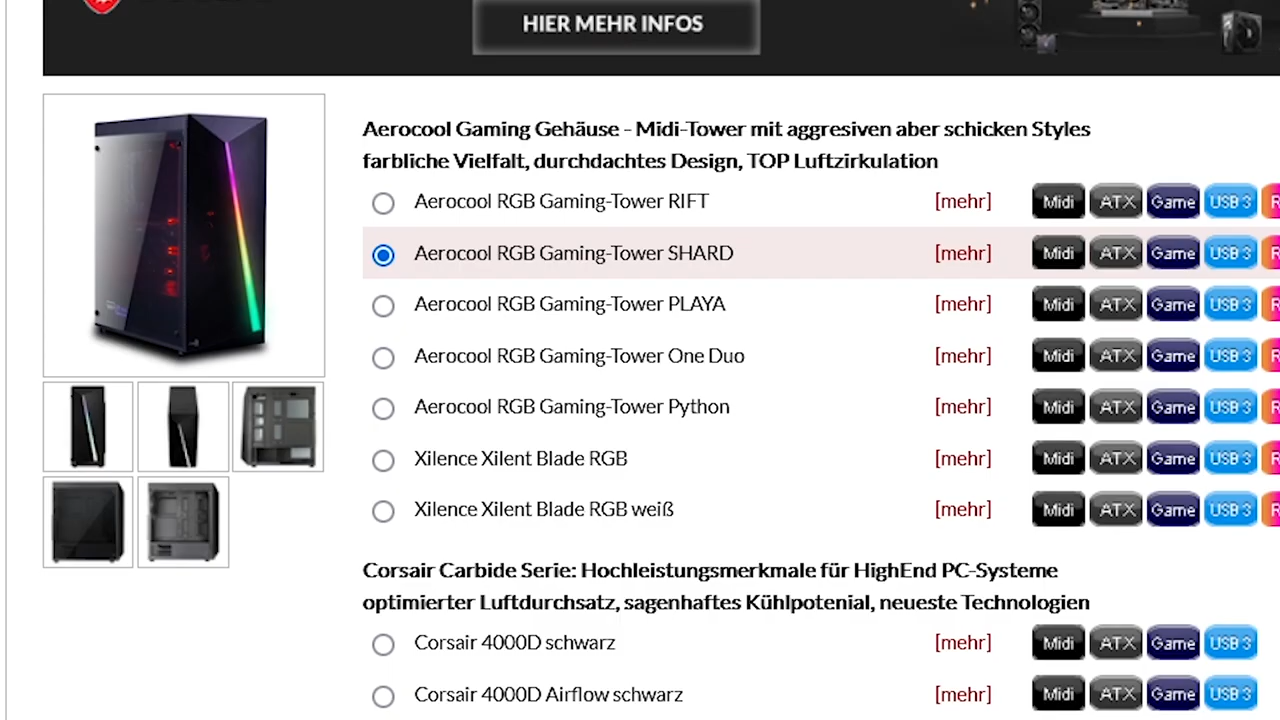 HIER MEHR INFOS
Aerocool Gaming Gehäuse - Midi-Tower mit aggresiven aber schicken Styles
farbliche Vielfalt, durchdachtes Design, TOP Luftzirkulation
Aerocool RGB Gaming-Tower RIFT [mehr] Midi ATX Game USB 3 R
Aerocool RGB Gaming-Tower SHARD [mehr] Midi ATX Game USB 3 R
Aerocool RGB Gaming-Tower PLAYA [mehr] Midi ATX Game USB 3 R
Aerocool RGB Gaming-Tower One Duo [mehr] Midi ATX Game USB 3 R
Aerocool RGB Gaming-Tower Python [mehr] Midi ATX Game USB 3 R
Xilence Xilent Blade RGB [mehr] Midi ATX Game USB 3 R
Xilence Xilent Blade RGB weiß [mehr] Midi ATX Game USB 3 R
Corsair Carbide Serie: Hochleistungsmerkmale für HighEnd PC-Systeme
optimierter Luftdurchsatz, sagenhaftes Kühlpotenial, neueste Technologien
Corsair 4000D schwarz [mehr] Midi ATX Game USB 3
Corsair 4000D Airflow schwarz [mehr] Midi ATX Game USB 3